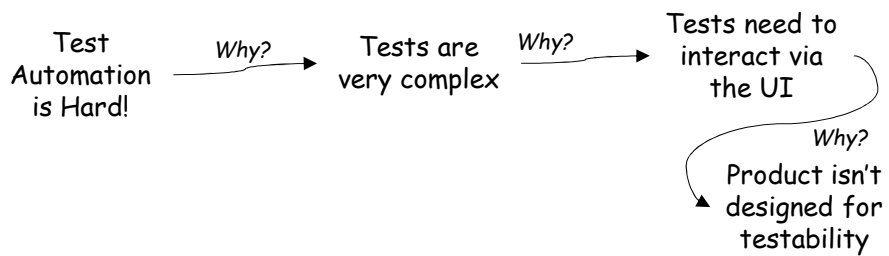 Test
Automation
is Hard!
Why?
Tests are
very complex
Why?
Tests need to
interact via
the UI
Why?
Product isn't
designed for
testability